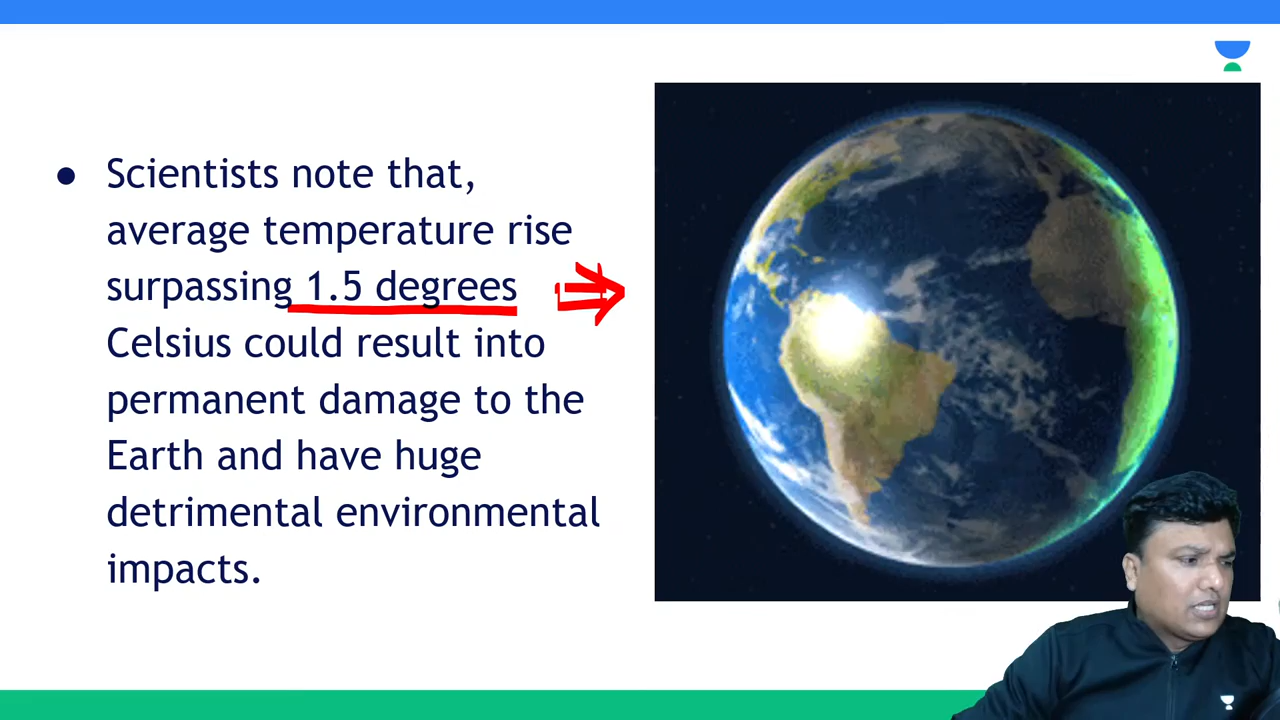 ● Scientists note that,
average temperature rise
surpassing 1.5 degrees
Celsius could result into
permanent damage to the
Earth and have huge
detrimental environmental
impacts.